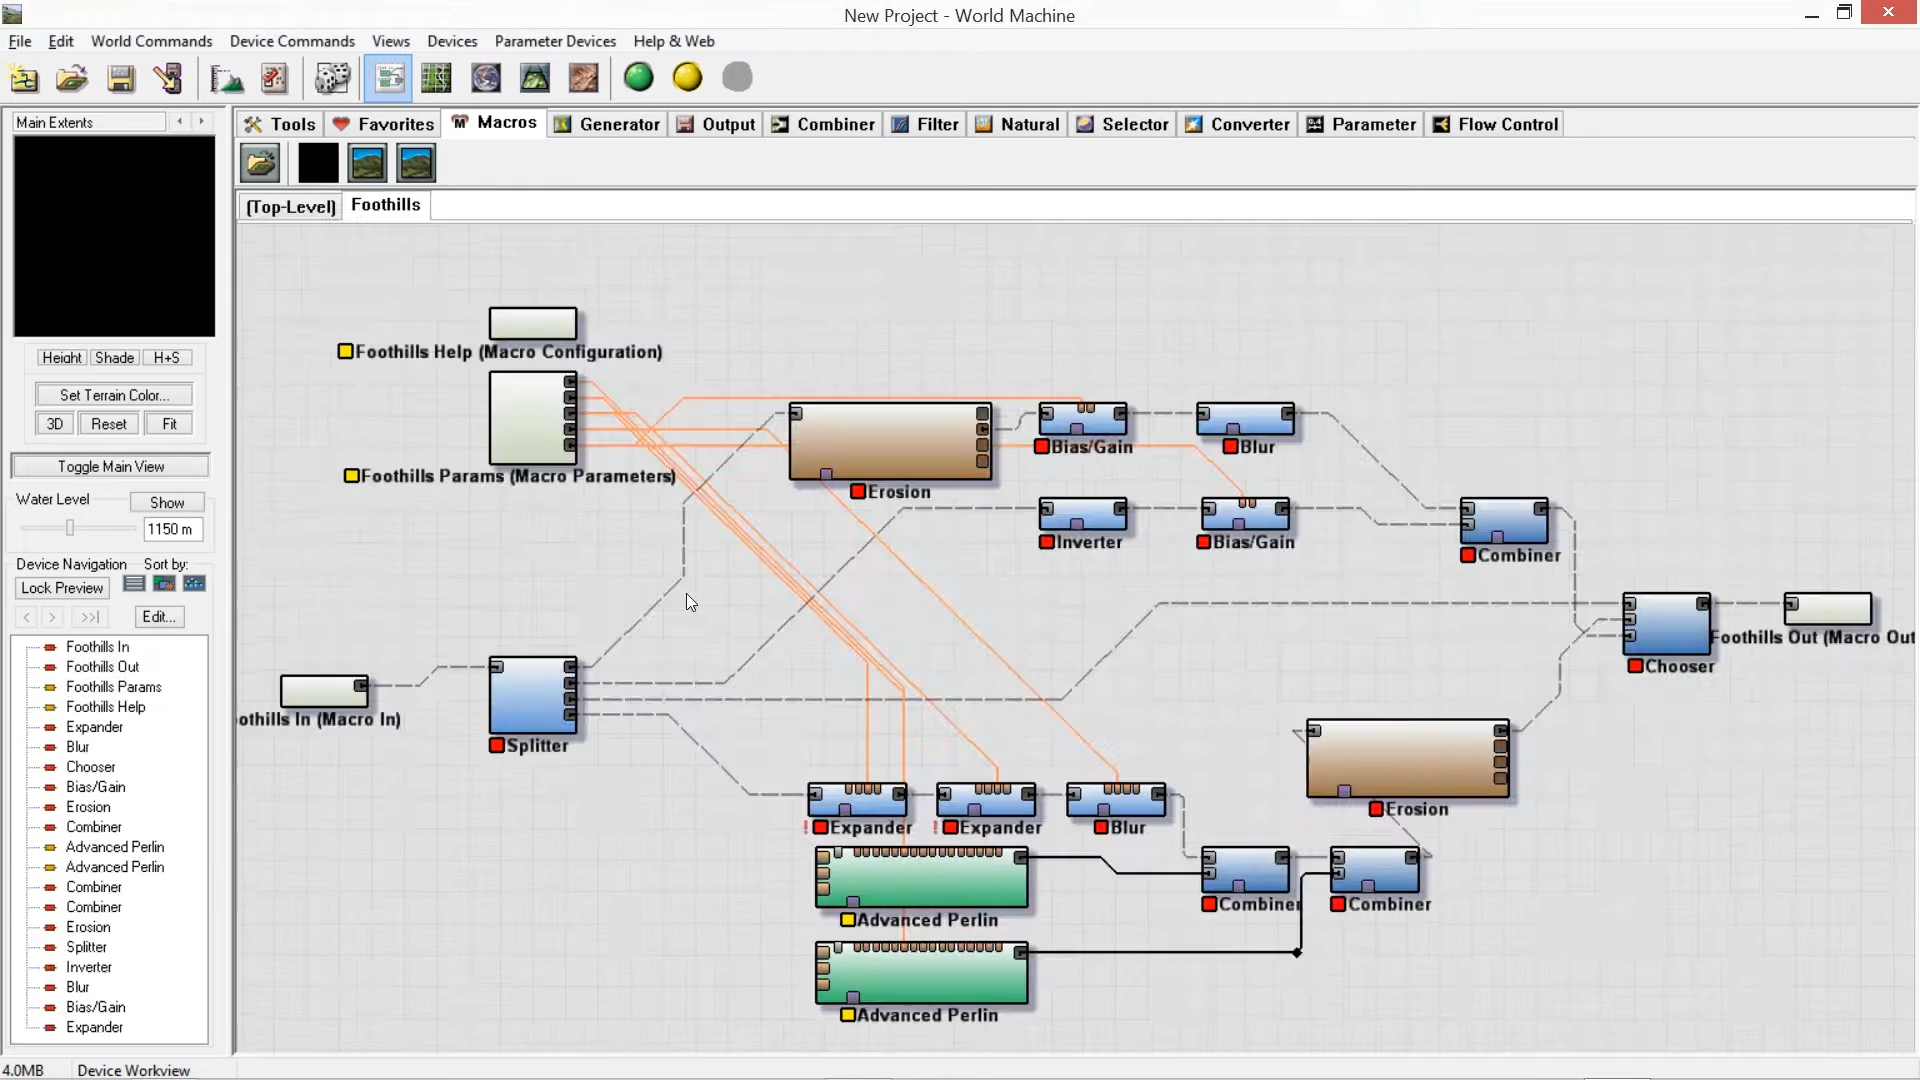 New Project - World Machine
File Edit World Commands Device Commands Views Devices Parameter Devices Help & Web
Main Extents
Tools Favorites Macros Generator Output Combiner Filter Natural Selector Converter Parameter Flow Control
(Top-Level) Foothills
Height Shade H+S
Set Terrain Color...
3D Reset Fit
Toggle Main View
Water Level Show
1150 m
Device Navigation Sort by:
Lock Preview
< > >>| Edit...
Foothills In
Foothills Out
Foothills Params
Foothills Help
Expander
Blur
Chooser
Bias/Gain
Erosion
Combiner
Advanced Perlin
Advanced Perlin
Combiner
Combiner
Erosion
Splitter
Inverter
Blur
Bias/Gain
Expander
Foothills Help (Macro Configuration)
Foothills Params (Macro Parameters)
Erosion
Bias/Gain
Blur
Inverter
Bias/Gain
Combiner
Foothills Out (Macro Out
Chooser
othills In (Macro In)
Splitter
Erosion
! Expander
! Expander
Blur
Combiner
Combiner
Advanced Perlin
Advanced Perlin
4.0MB Device Workview